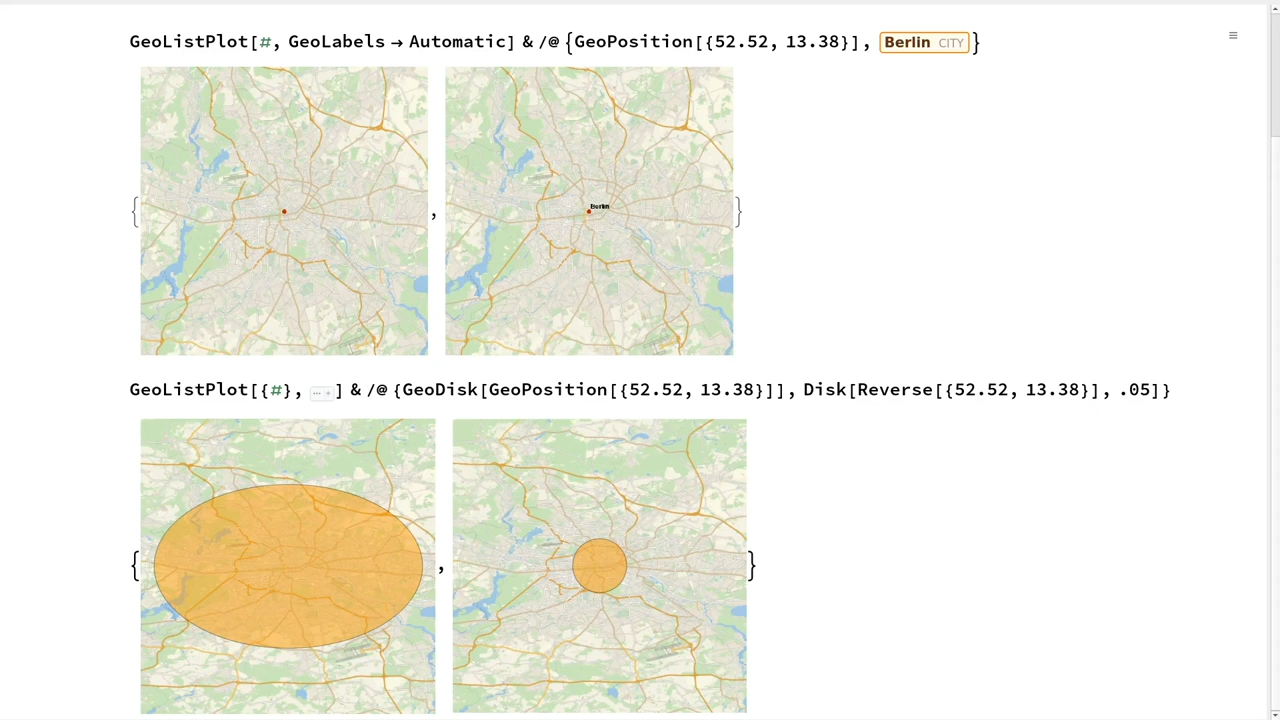 GeoListPlot[#, GeoLabels → Automatic] & /@ {GeoPosition[{52.52, 13.38}], Berlin CITY}
{ , Berlin }
GeoListPlot[{#}, ⋯ +] & /@ {GeoDisk[GeoPosition[{52.52, 13.38}]], Disk[Reverse[{52.52, 13.38}], .05]}
{ , }